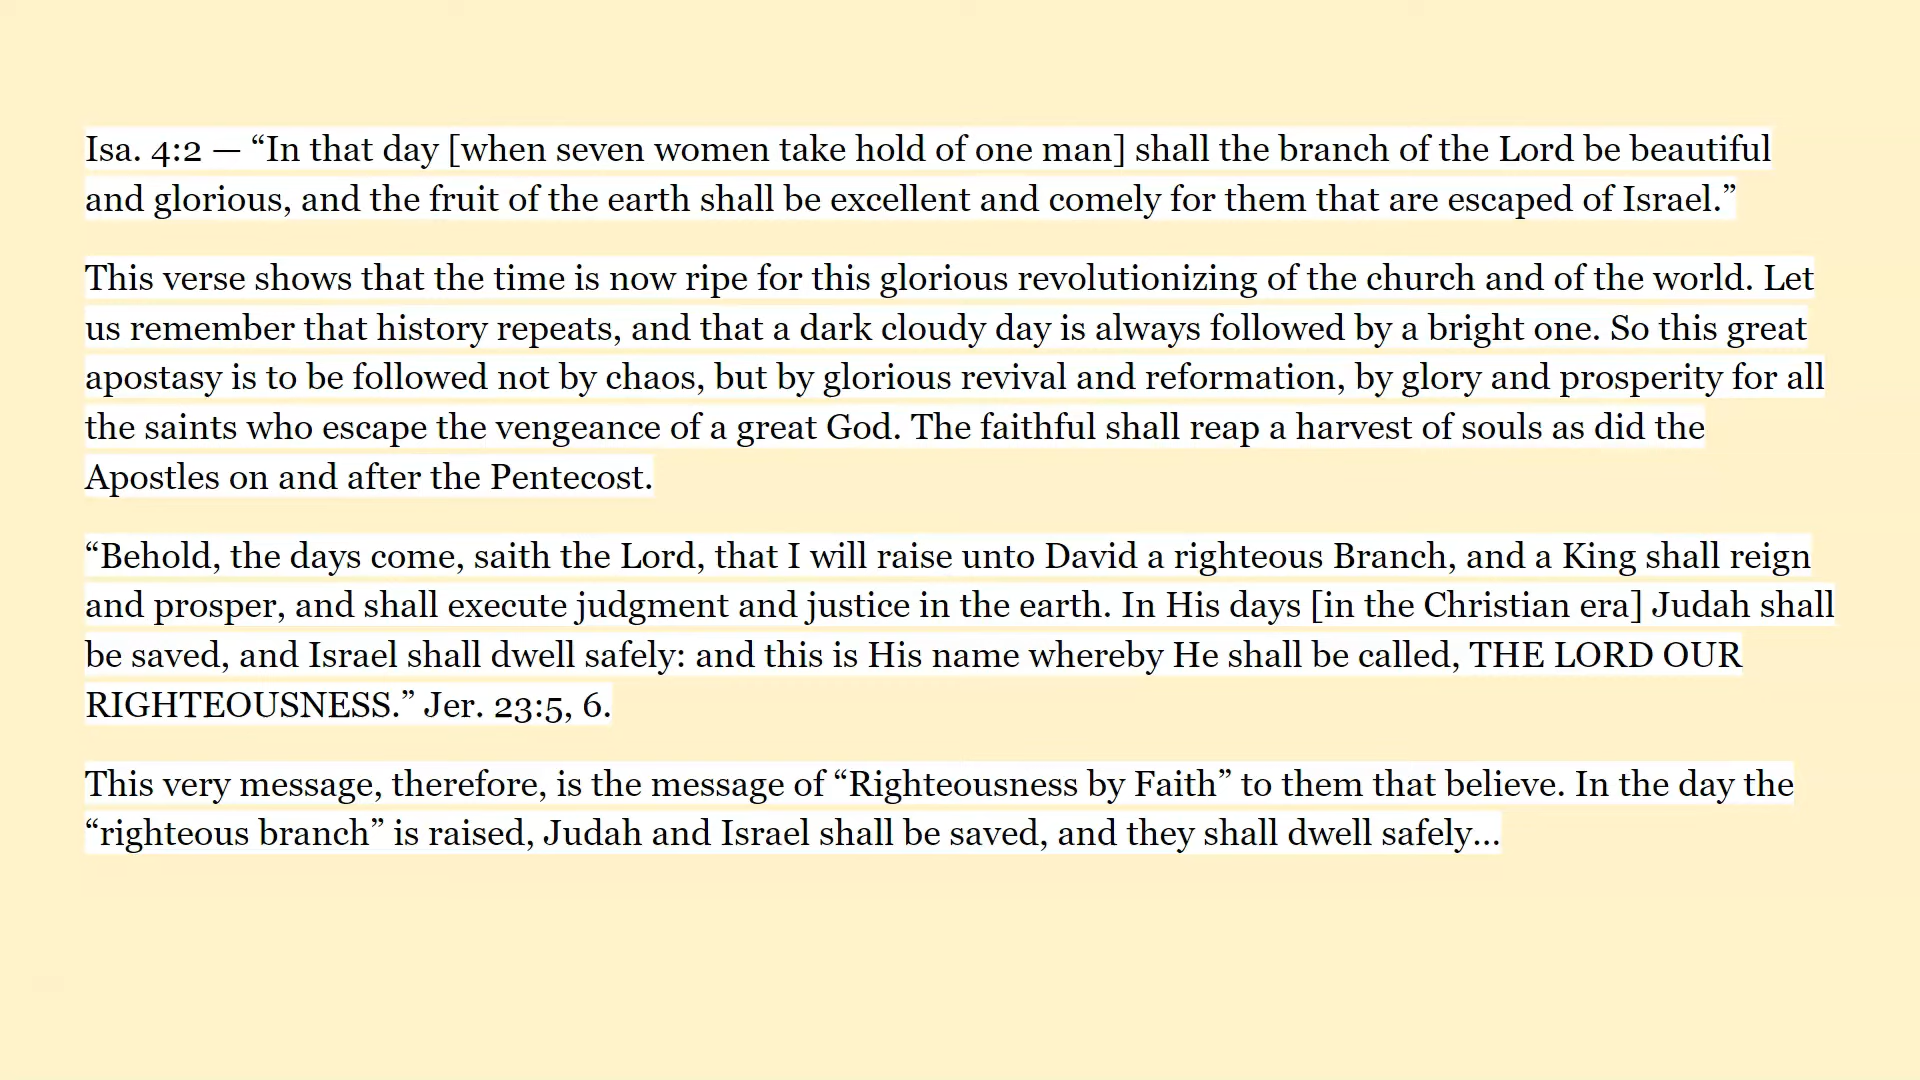 Isa. 4:2 — “In that day [when seven women take hold of one man] shall the branch of the Lord be beautiful
and glorious, and the fruit of the earth shall be excellent and comely for them that are escaped of Israel.”
This verse shows that the time is now ripe for this glorious revolutionizing of the church and of the world. Let
us remember that history repeats, and that a dark cloudy day is always followed by a bright one. So this great
apostasy is to be followed not by chaos, but by glorious revival and reformation, by glory and prosperity for all
the saints who escape the vengeance of a great God. The faithful shall reap a harvest of souls as did the
Apostles on and after the Pentecost.
“Behold, the days come, saith the Lord, that I will raise unto David a righteous Branch, and a King shall reign
and prosper, and shall execute judgment and justice in the earth. In His days [in the Christian era] Judah shall
be saved, and Israel shall dwell safely: and this is His name whereby He shall be called, THE LORD OUR
RIGHTEOUSNESS.” Jer. 23:5, 6.
This very message, therefore, is the message of “Righteousness by Faith” to them that believe. In the day the
“righteous branch” is raised, Judah and Israel shall be saved, and they shall dwell safely...